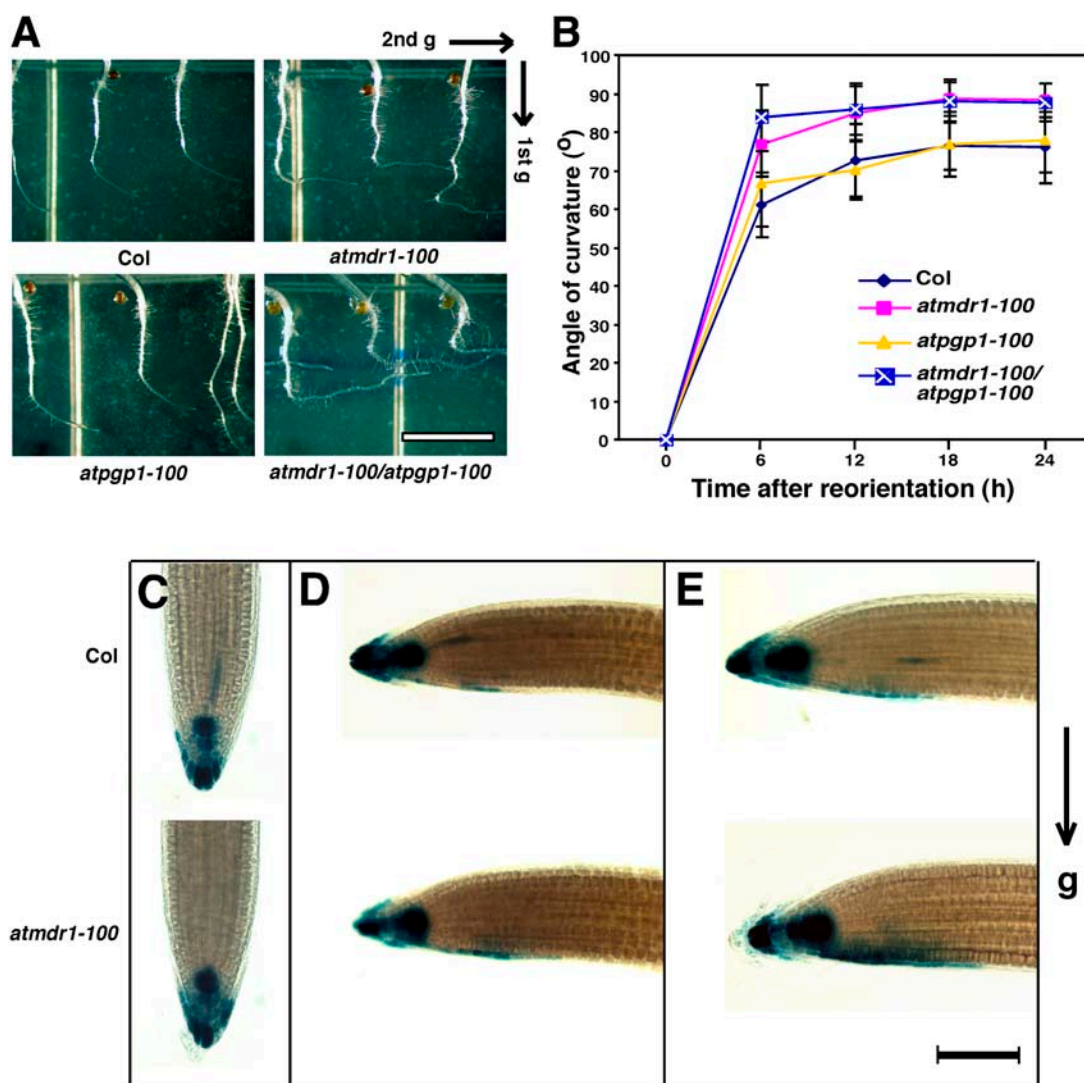 A
2nd g
1st g
Col
atmdr1-100
atpgp1-100
atmdr1-100/atpgp1-100
B
Angle of curvature (o)
100
90
80
70
60
50
40
30
20
10
0
0 6 12 18 24
Time after reorientation (h)
Col
atmdr1-100
atpgp1-100
atmdr1-100/
atpgp1-100
C
D
E
Col
atmdr1-100
g